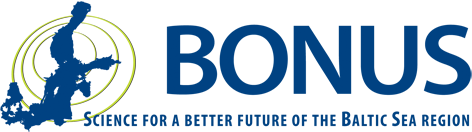 BONUS
SCIENCE FOR A BETTER FUTURE OF THE BALTIC SEA REGION